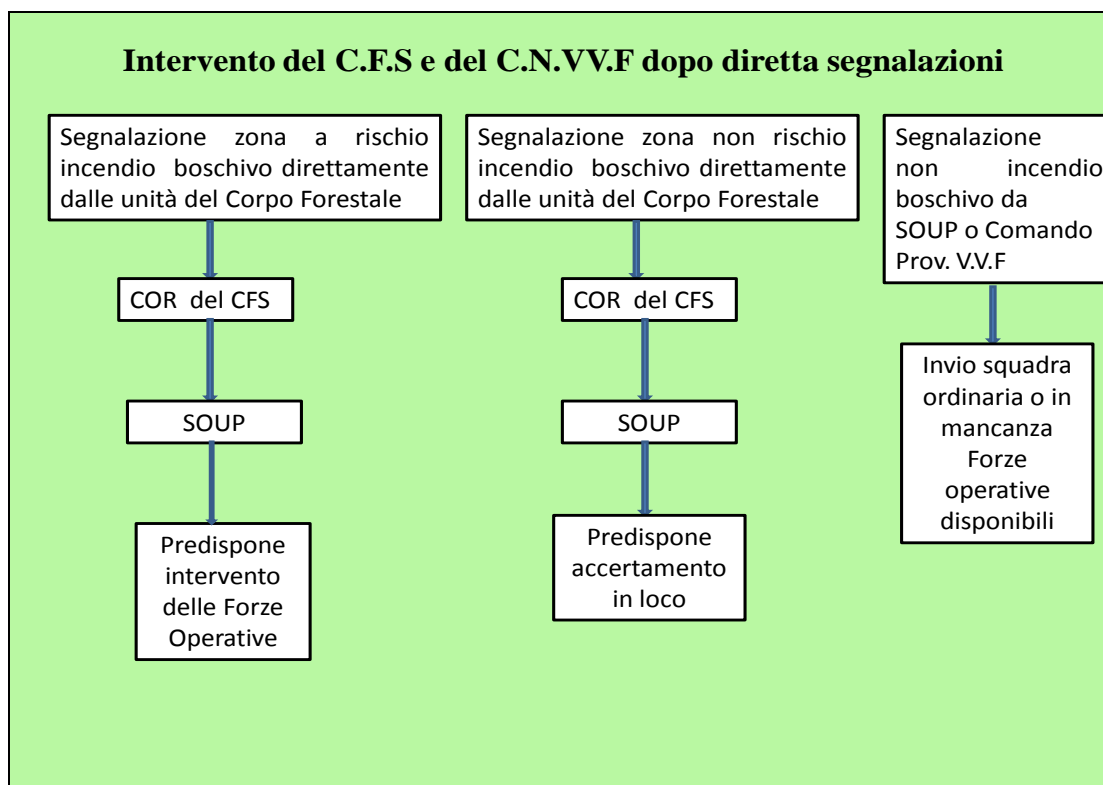 Intervento del C.F.S e del C.N.VV.F dopo diretta segnalazioni
Segnalazione zona a rischio
incendio boschivo direttamente
dalle unità del Corpo Forestale
COR del CFS
SOUP
Predispone
intervento
delle Forze
Operative
Segnalazione zona non rischio
incendio boschivo direttamente
dalle unità del Corpo Forestale
COR del CFS
SOUP
Predispone
accertamento
in loco
Segnalazione
non incendio
boschivo da
SOUP o Comando
Prov. V.V.F
Invio squadra
ordinaria o in
mancanza
Forze
operative
disponibili